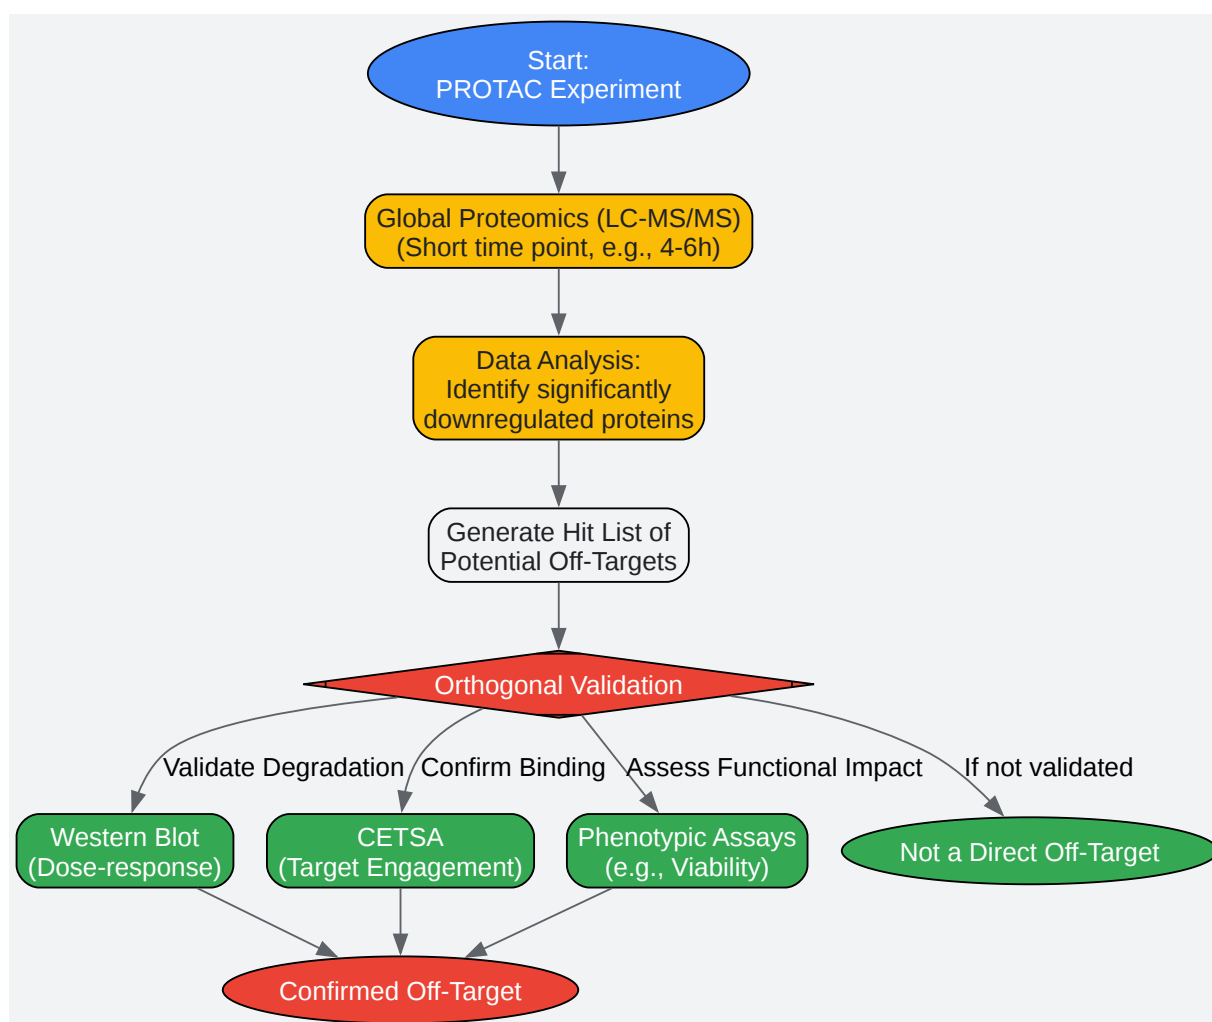 Start:
PROTAC Experiment
Global Proteomics (LC-MS/MS)
(Short time point, e.g., 4-6h)
Data Analysis:
Identify significantly
downregulated proteins
Generate Hit List of
Potential Off-Targets
Orthogonal Validation
Validate Degradation
Confirm Binding
Assess Functional Impact
If not validated
Western Blot
(Dose-response)
CETSA
(Target Engagement)
Phenotypic Assays
(e.g., Viability)
Not a Direct Off-Target
Confirmed Off-Target